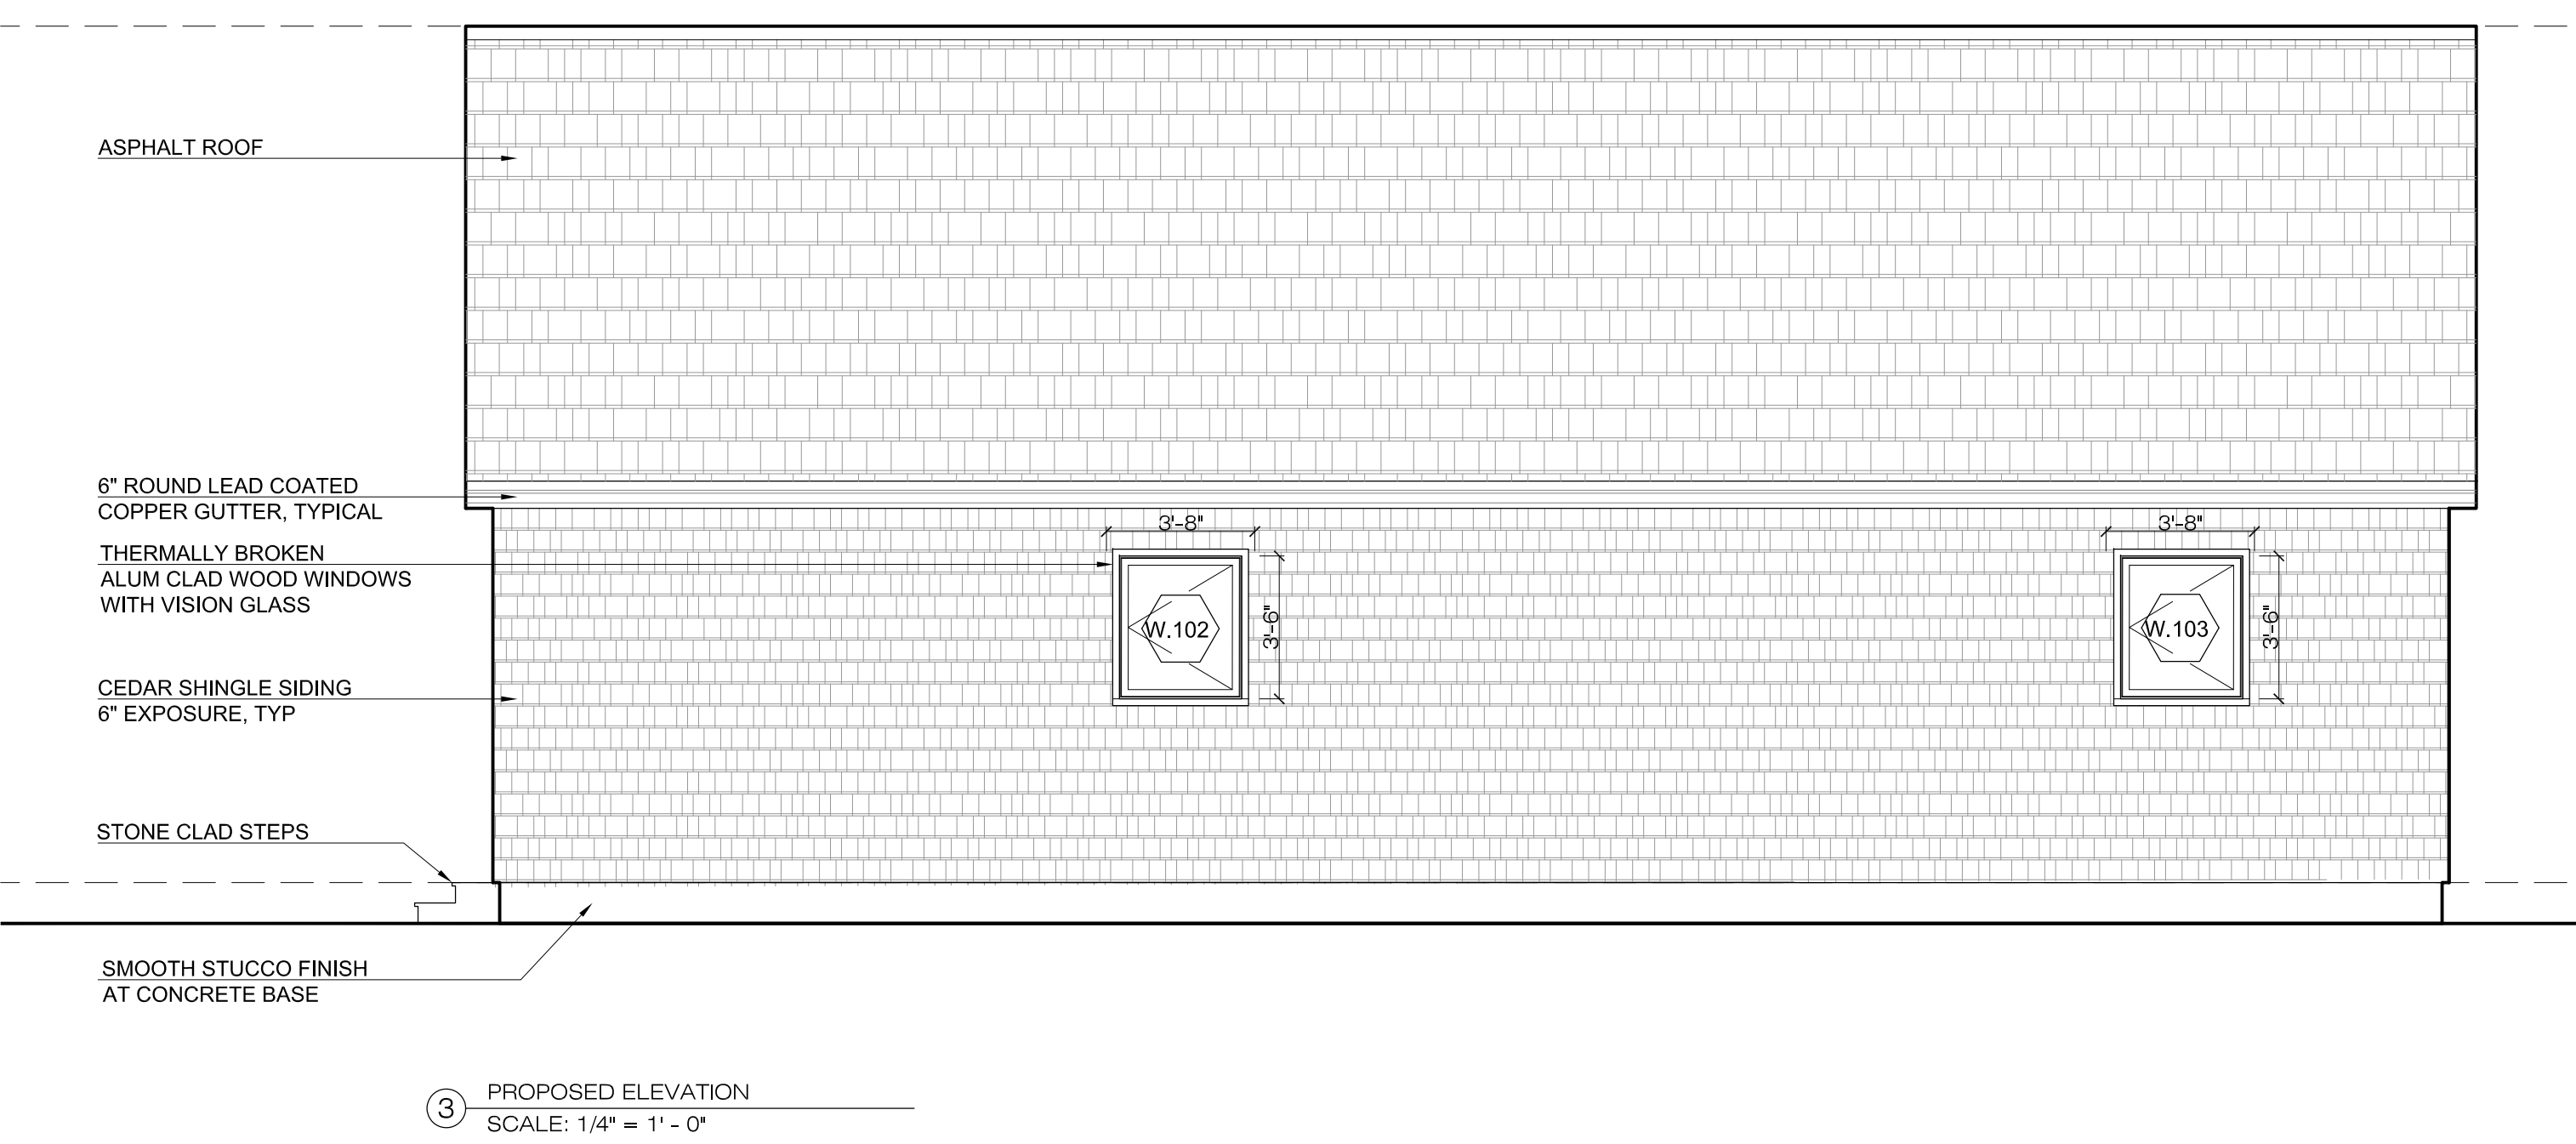 ASPHALT ROOF
6" ROUND LEAD COATED
COPPER GUTTER, TYPICAL
THERMALLY BROKEN
ALUM CLAD WOOD WINDOWS
WITH VISION GLASS
3'-8"
3'-6"
W.102
3'-8"
3'-6"
W.103
CEDAR SHINGLE SIDING
6" EXPOSURE, TYP
STONE CLAD STEPS
SMOOTH STUCCO FINISH
AT CONCRETE BASE
3
PROPOSED ELEVATION
SCALE: 1/4" = 1' - 0"